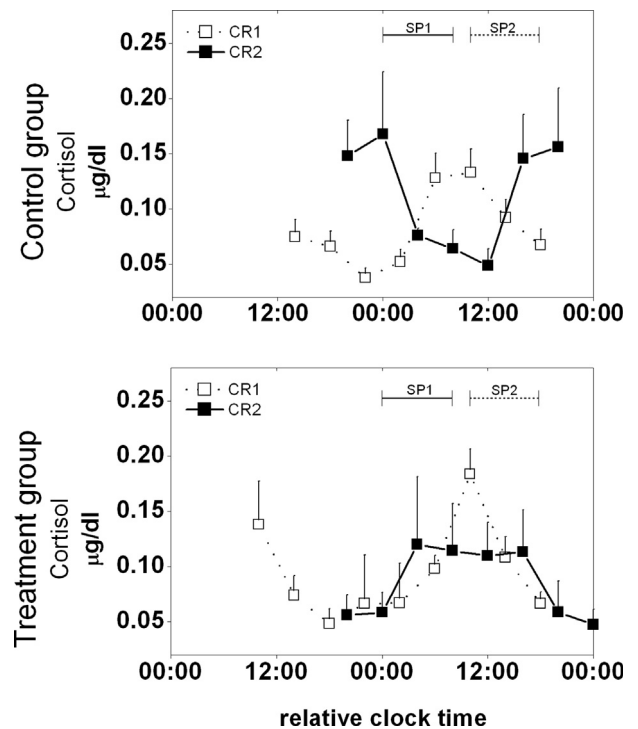 CR1
CR2
SP1
SP2
0.25
0.20
0.15
0.10
0.05
Control group
Cortisol
µg/dl
00:00 12:00 00:00 12:00 00:00
CR1
CR2
SP1
SP2
0.25
0.20
0.15
0.10
0.05
Treatment group
Cortisol
µg/dl
00:00 12:00 00:00 12:00 00:00
relative clock time